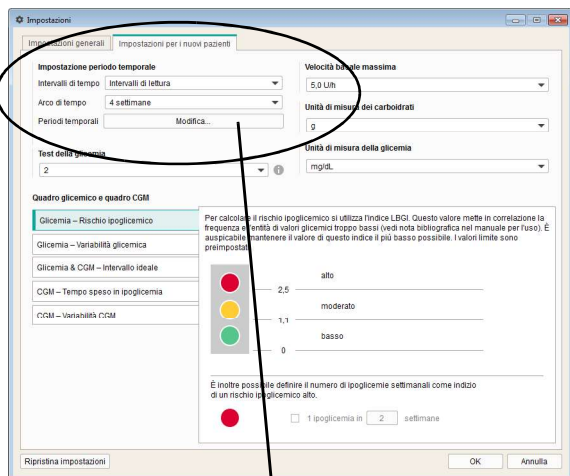 Impostazioni
Impostazioni generali
Impostazioni per i nuovi pazienti
Impostazione periodo temporale
Intervalli di tempo Intervalli di lettura
Arco di tempo 4 settimane
Periodi temporali Modifica...
Test della glicemia
2
Velocità basale massima
5,0 U/h
Unità di misura dei carboidrati
g
Unità di misura della glicemia
mg/dL
Quadro glicemico e quadro CGM
Glicemia – Rischio ipoglicemico
Glicemia – Variabilità glicemica
Glicemia & CGM – Intervallo ideale
CGM – Tempo speso in ipoglicemia
CGM – Variabilità CGM
Per calcolare il rischio ipoglicemico si utilizza l'indice LBGI. Questo valore mette in correlazione la
frequenza e l'entità di valori glicemici troppo bassi (vedi nota bibliografica nel manuale per l'uso). È
auspicabile mantenere il valore di questo indice il più basso possibile. I valori limite sono
preimpostati.
alto
2,5
moderato
1,1
basso
0
È inoltre possibile definire il numero di ipoglicemie settimanali come indizio
di un rischio ipoglicemico alto.
1 ipoglicemia in 2 settimane
Ripristina impostazioni
OK
Annulla